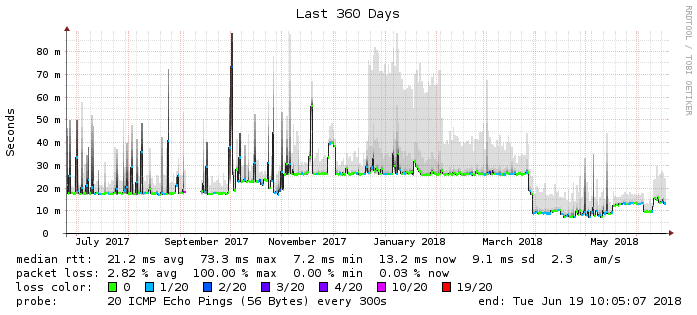 Last 360 Days
RRDTOOL / TOBI OETIKER
Seconds
80 m
70 m
60 m
50 m
40 m
30 m
20 m
10 m
0
July 2017 September 2017 November 2017 January 2018 March 2018 May 2018
median rtt: 21.2 ms avg 73.3 ms max 7.2 ms min 13.2 ms now 9.1 ms sd 2.3 am/s
packet loss: 2.82 % avg 100.00 % max 0.00 % min 0.03 % now
loss color: 0 1/20 2/20 3/20 4/20 10/20 19/20
probe: 20 ICMP Echo Pings (56 Bytes) every 300s end: Tue Jun 19 10:05:07 2018